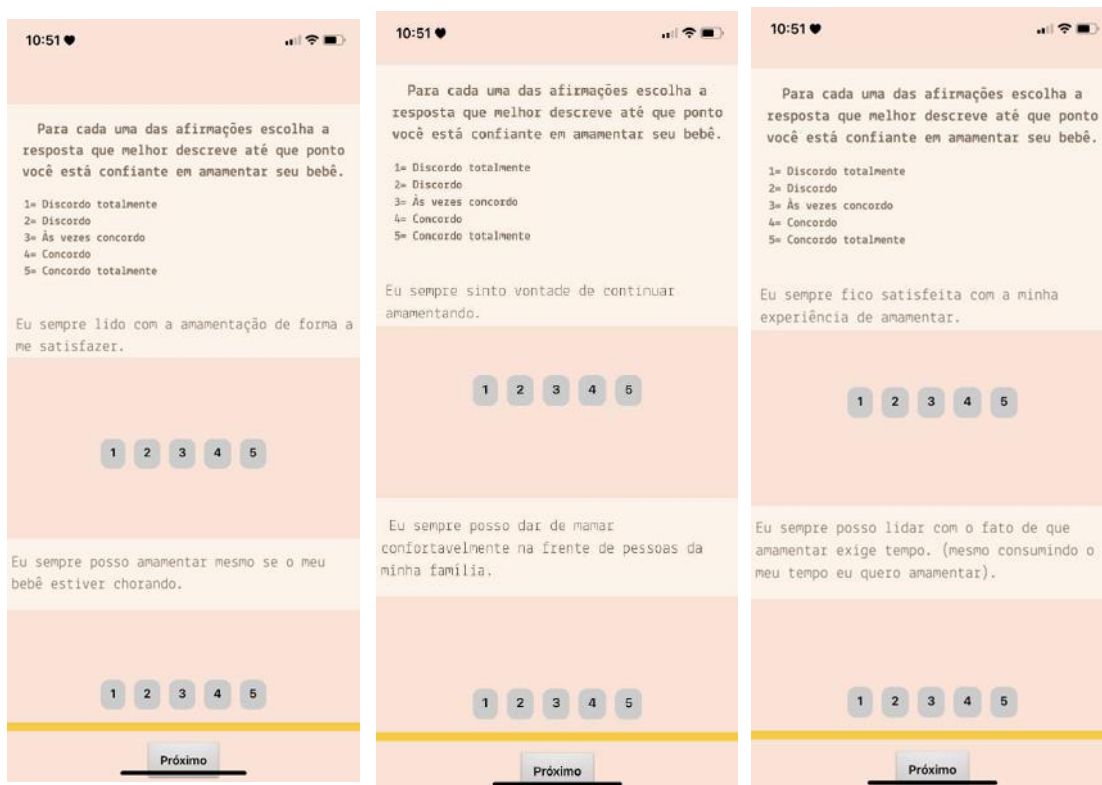 10:51
Para cada uma das afirmações escolha a
resposta que melhor descreve até que ponto
você está confiante em amamentar seu bebê.
1= Discordo totalmente
2= Discordo
3= Às vezes concordo
4= Concordo
5= Concordo totalmente
Eu sempre lido com a amamentação de forma a
me satisfazer.
1 2 3 4 5
Eu sempre posso amamentar mesmo se o meu
bebê estiver chorando.
1 2 3 4 5
Próximo
10:51
Para cada uma das afirmações escolha a
resposta que melhor descreve até que ponto
você está confiante em amamentar seu bebê.
1= Discordo totalmente
2= Discordo
3= Às vezes concordo
4= Concordo
5= Concordo totalmente
Eu sempre sinto vontade de continuar
amamentando.
1 2 3 4 5
Eu sempre posso dar de mamar
confortavelmente na frente de pessoas da
minha família.
1 2 3 4 5
Próximo
10:51
Para cada uma das afirmações escolha a
resposta que melhor descreve até que ponto
você está confiante em amamentar seu bebê.
1= Discordo totalmente
2= Discordo
3= Às vezes concordo
4= Concordo
5= Concordo totalmente
Eu sempre fico satisfeita com a minha
experiência de amamentar.
1 2 3 4 5
Eu sempre posso lidar com o fato de que
amamentar exige tempo. (mesmo consumindo o
meu tempo eu quero amamentar).
1 2 3 4 5
Próximo